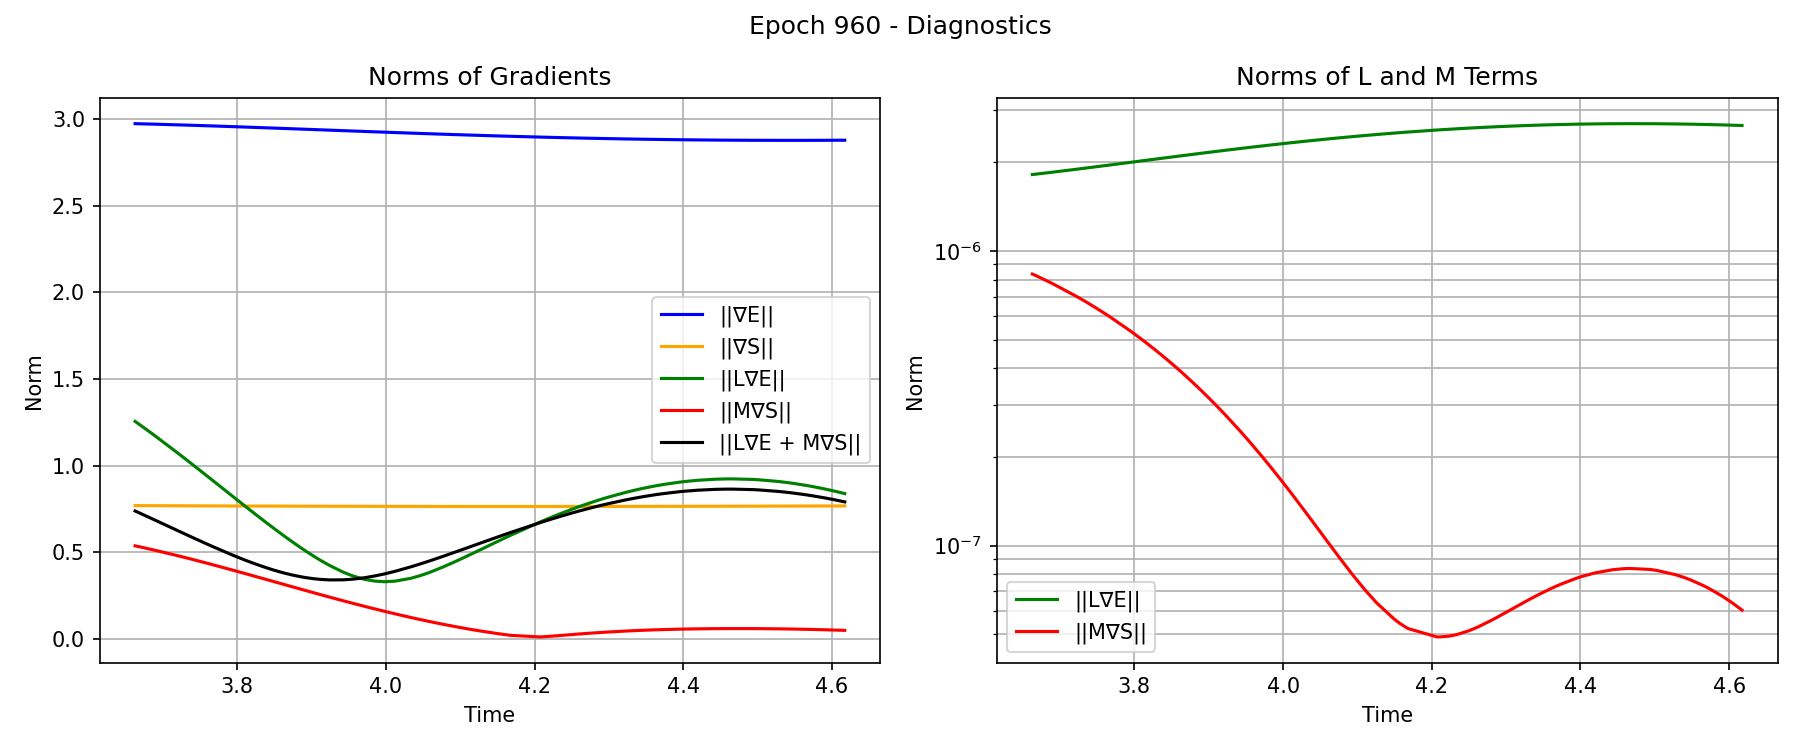 Epoch 960 - Diagnostics
Norms of Gradients
Norm
3.0
2.5
2.0
1.5
1.0
0.5
0.0
||∇E||
||∇S||
||L∇E||
||M∇S||
||L∇E + M∇S||
3.8
4.0
4.2
4.4
4.6
Time
Norms of L and M Terms
Norm
10⁻⁶
10⁻⁷
||L∇E||
||M∇S||
3.8
4.0
4.2
4.4
4.6
Time